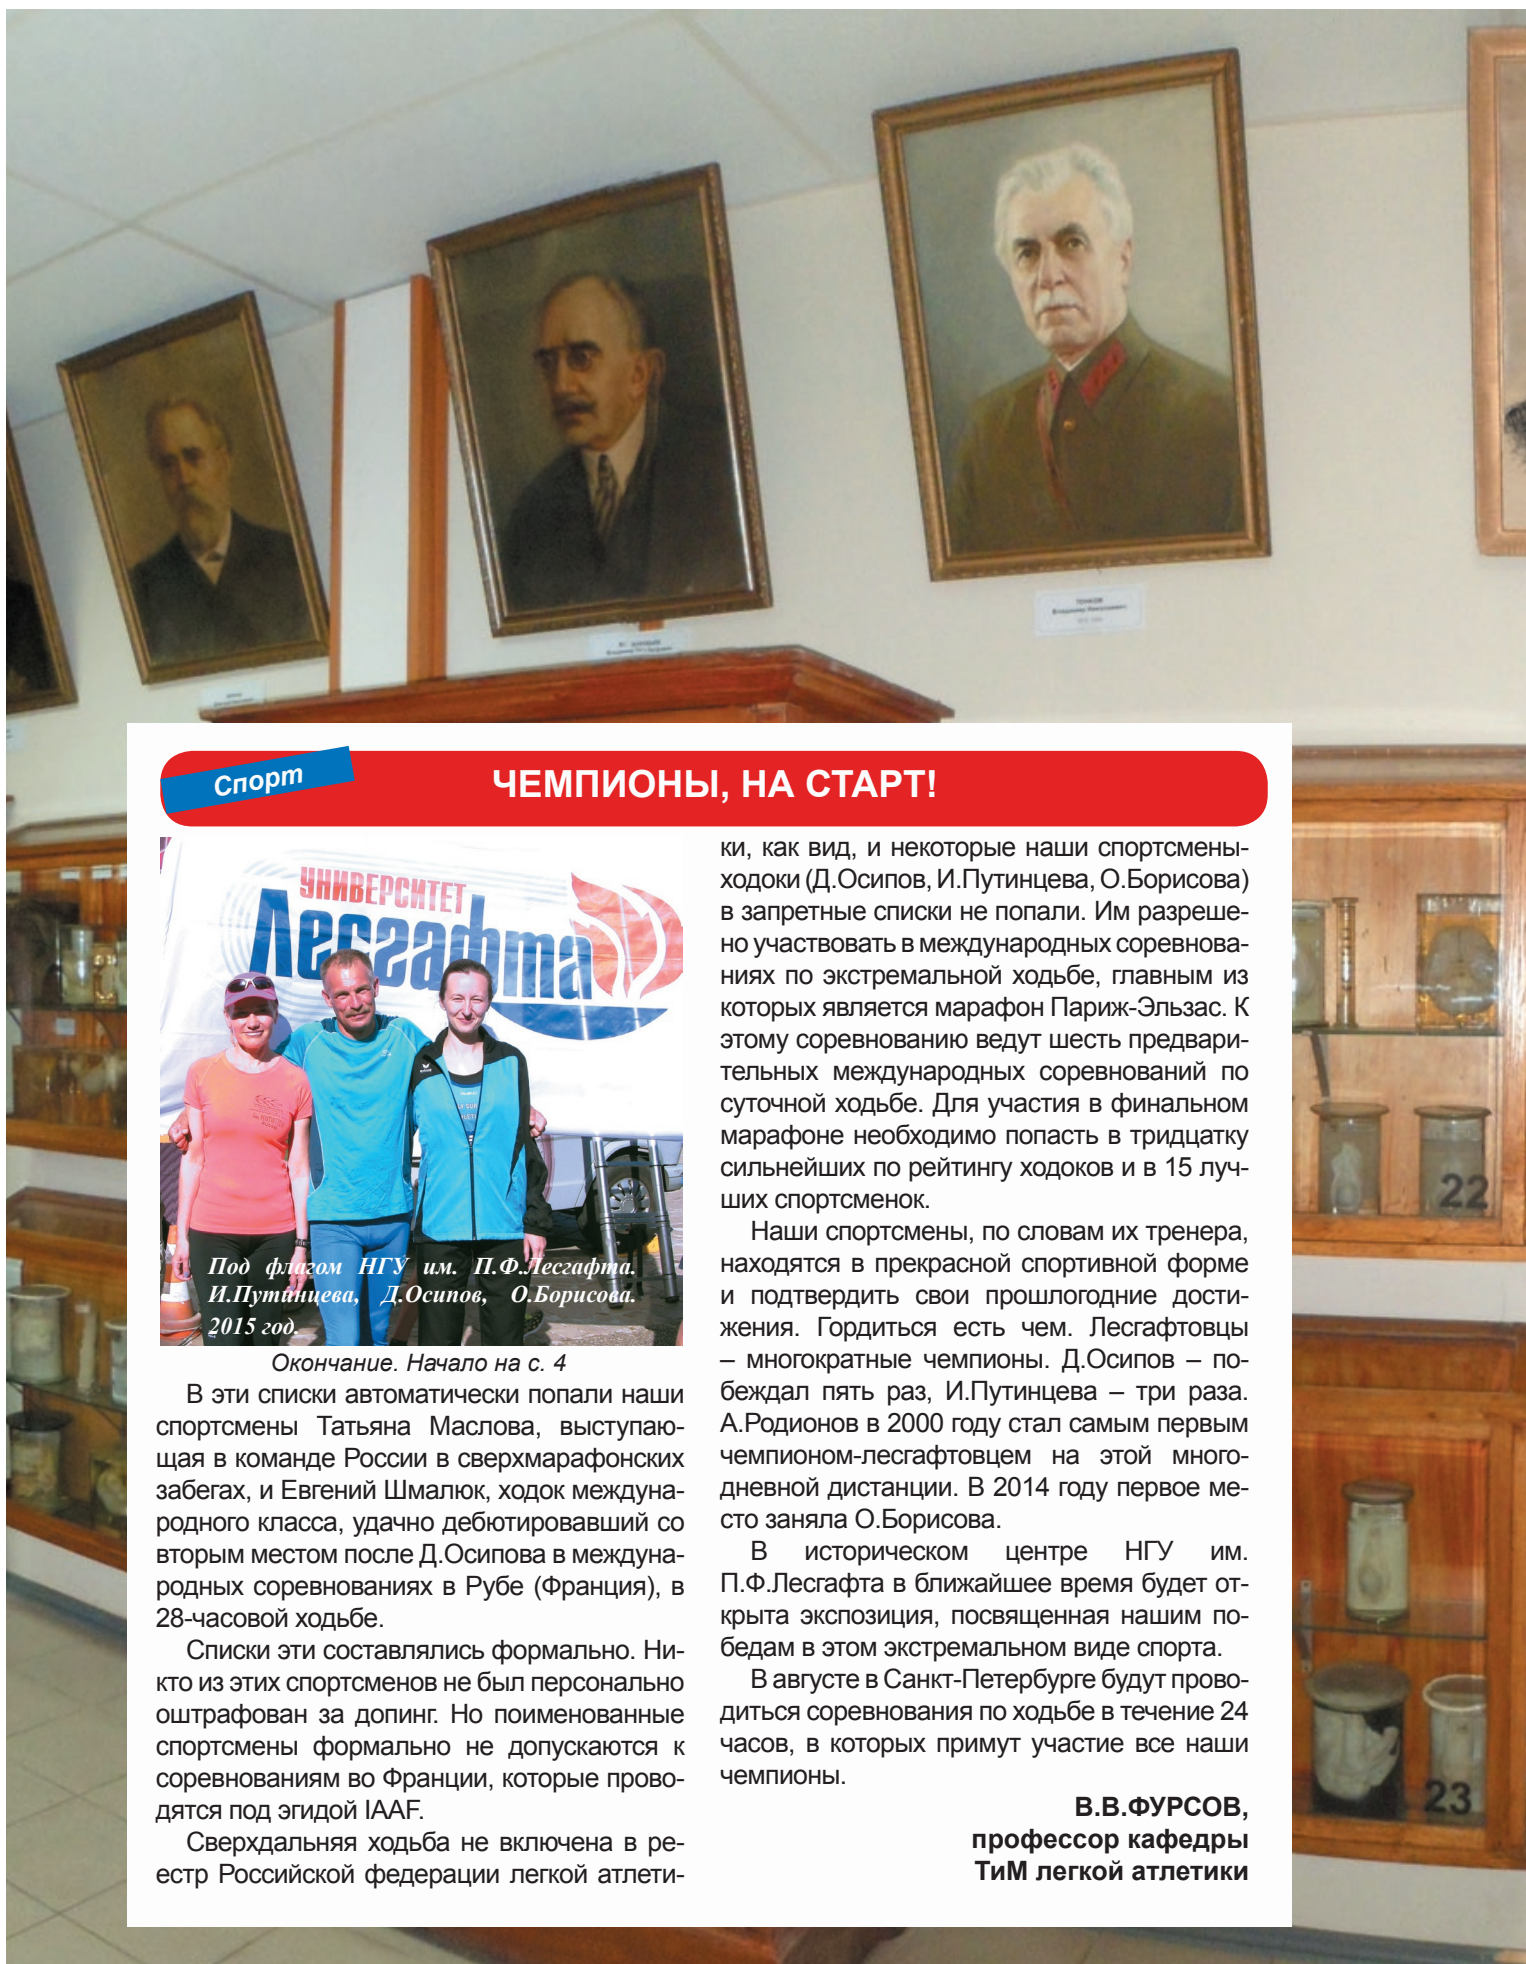 ТОНКОВ
Спорт
ЧЕМПИОНЫ, НА СТАРТ!
УНИВЕРСИТЕТ
Лесгафта
Под флагом НГУ им. П.Ф.Лесгафта.
И.Путинцева, Д.Осипов, О.Борисова.
2015 год.
Окончание. Начало на с. 4
В эти списки автоматически попали наши
спортсмены Татьяна Маслова, выступаю-
щая в команде России в сверхмарафонских
забегах, и Евгений Шмалюк, ходок междуна-
родного класса, удачно дебютировавший со
вторым местом после Д.Осипова в междуна-
родных соревнованиях в Рубе (Франция), в
28-часовой ходьбе.
Списки эти составлялись формально. Ни-
кто из этих спортсменов не был персонально
оштрафован за допинг. Но поименованные
спортсмены формально не допускаются к
соревнованиям во Франции, которые прово-
дятся под эгидой IAAF.
Сверхдальняя ходьба не включена в ре-
естр Российской федерации легкой атлети-
ки, как вид, и некоторые наши спортсмены-
ходоки (Д.Осипов, И.Путинцева, О.Борисова)
в запретные списки не попали. Им разреше-
но участвовать в международных соревнова-
ниях по экстремальной ходьбе, главным из
которых является марафон Париж-Эльзас. К
этому соревнованию ведут шесть предвари-
тельных международных соревнований по
суточной ходьбе. Для участия в финальном
марафоне необходимо попасть в тридцатку
сильнейших по рейтингу ходоков и в 15 луч-
ших спортсменок.
Наши спортсмены, по словам их тренера,
находятся в прекрасной спортивной форме
и подтвердить свои прошлогодние дости-
жения. Гордиться есть чем. Лесгафтовцы
– многократные чемпионы. Д.Осипов – по-
беждал пять раз, И.Путинцева – три раза.
А.Родионов в 2000 году стал самым первым
чемпионом-лесгафтовцем на этой много-
дневной дистанции. В 2014 году первое ме-
сто заняла О.Борисова.
В историческом центре НГУ им.
П.Ф.Лесгафта в ближайшее время будет от-
крыта экспозиция, посвященная нашим по-
бедам в этом экстремальном виде спорта.
В августе в Санкт-Петербурге будут прово-
диться соревнования по ходьбе в течение 24
часов, в которых примут участие все наши
чемпионы.
В.В.ФУРСОВ,
профессор кафедры
ТиМ легкой атлетики
22
23